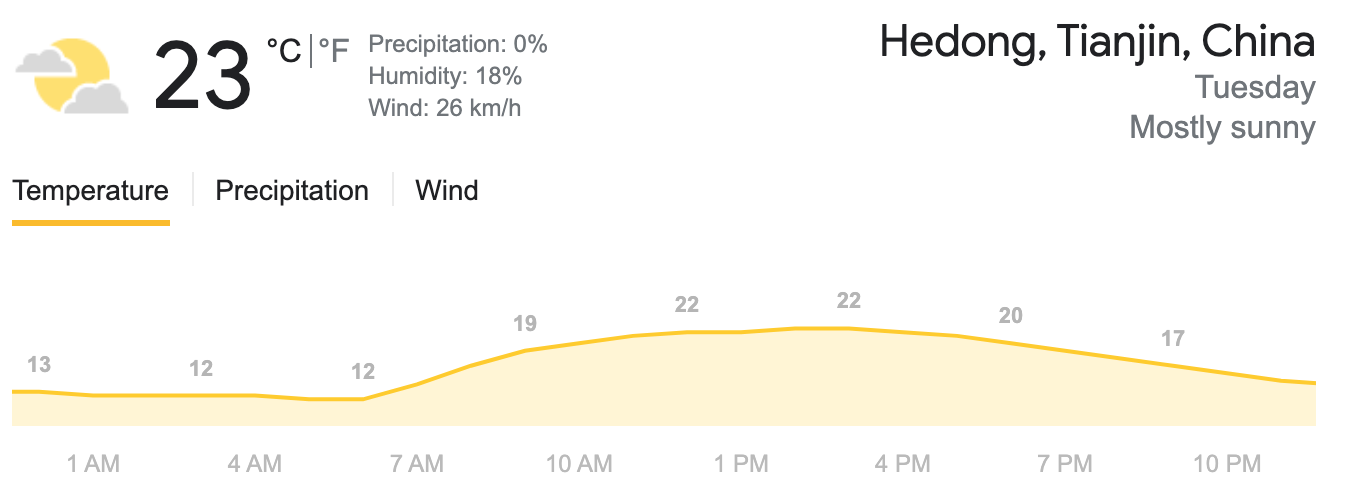 23 °C|°F
Precipitation: 0%
Humidity: 18%
Wind: 26 km/h
Hedong, Tianjin, China
Tuesday
Mostly sunny
Temperature
Precipitation
Wind
13 12 12 19 22 22 20 17
1 AM 4 AM 7 AM 10 AM 1 PM 4 PM 7 PM 10 PM